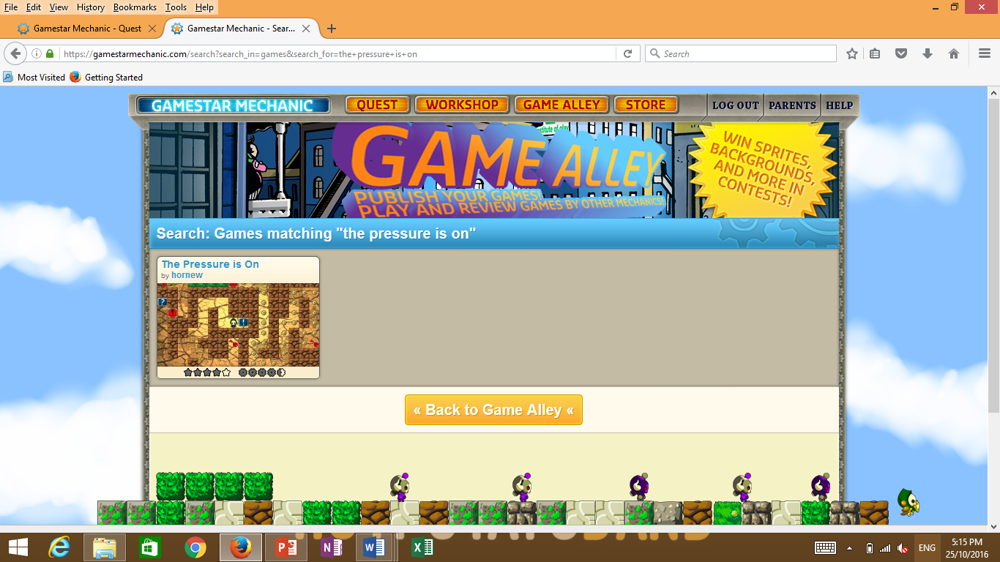 File Edit View History Bookmarks Tools Help
Gamestar Mechanic - Quest
Gamestar Mechanic - Sear...
https://gamestarmechanic.com/search?search_in=games&search_for=the+pressure+is+on
Search
Most Visited Getting Started
GAMESTAR MECHANIC QUEST WORKSHOP GAME ALLEY STORE LOG OUT PARENTS HELP
institute of play
GAME ALLEY
PUBLISH YOUR GAMES!
PLAY AND REVIEW GAMES BY OTHER MECHANICS!
WIN SPRITES,
BACKGROUNDS,
AND MORE IN
CONTESTS!
Search: Games matching "the pressure is on"
The Pressure is On
by hornew
« Back to Game Alley «
ENG
5:15 PM
25/10/2016